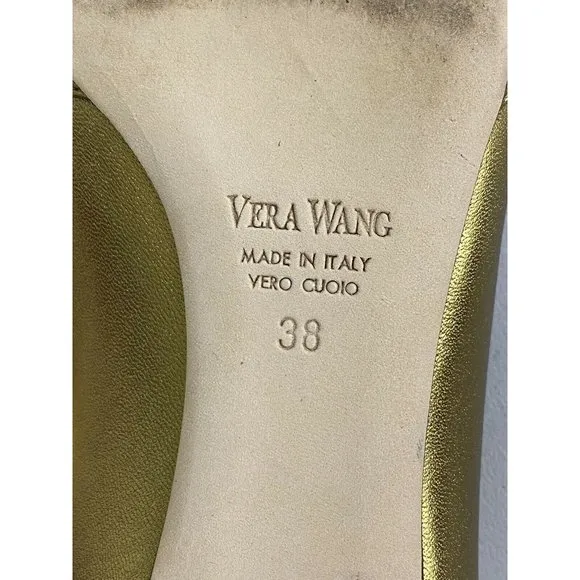 VERA WANG
MADE IN ITALY
VERO CUOIO
38